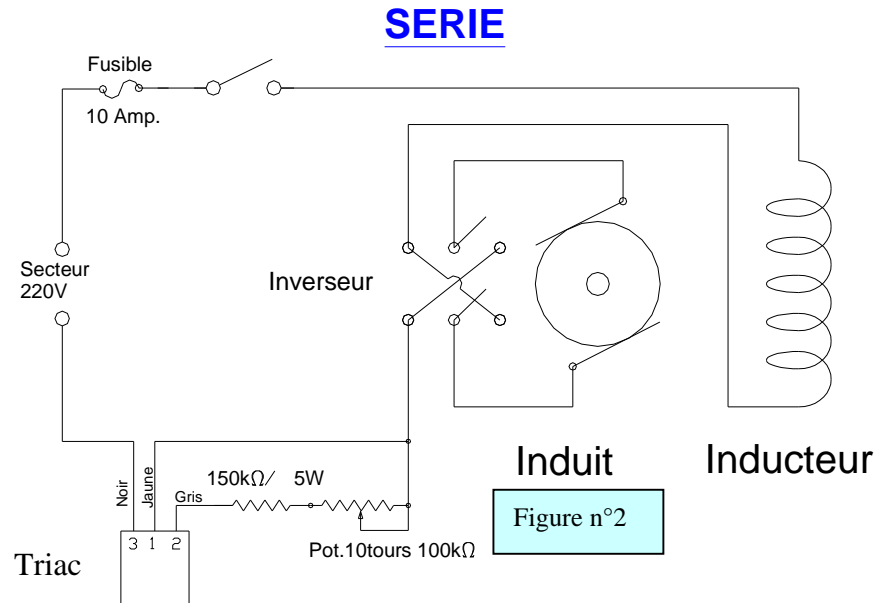 SERIE
Fusible
10 Amp.
Secteur
220V
Inverseur
Induit
Inducteur
Noir
Jaune
Gris
150kΩ/ 5W
3 1 2
Pot.10tours 100kΩ
Triac
Figure n°2